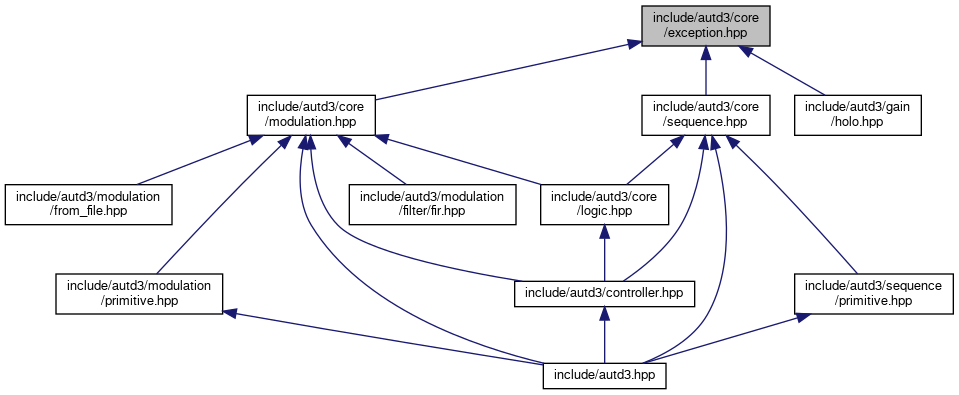 include/autd3/core
/exception.hpp
include/autd3/core
/modulation.hpp
include/autd3/core
/sequence.hpp
include/autd3/gain
/holo.hpp
include/autd3/modulation
/from_file.hpp
include/autd3/modulation
filter/fir.hpp
include/autd3/core
/logic.hpp
include/autd3/modulation
/primitive.hpp
include/autd3/controller.hpp
include/autd3/sequence
/primitive.hpp
include/autd3.hpp